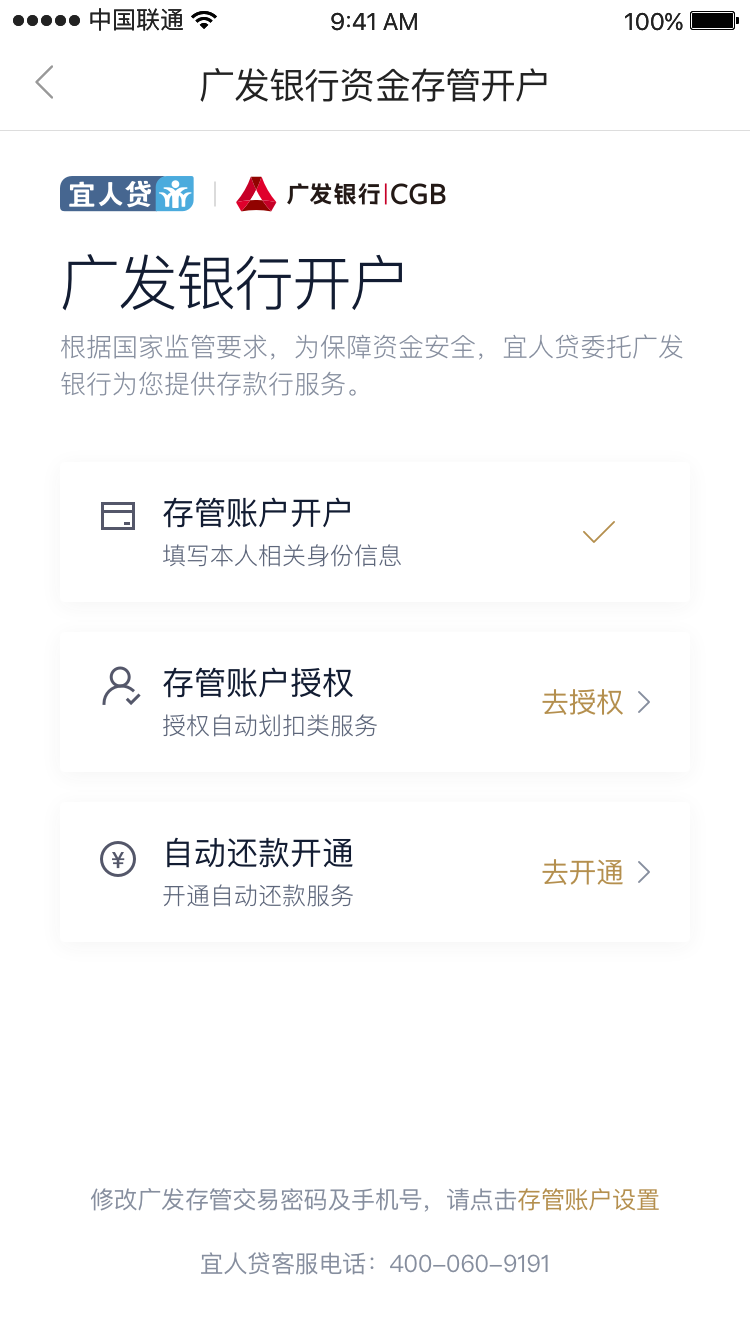 中国联通 9:41 AM 100%
广发银行资金存管开户
宜人贷 广发银行|CGB
广发银行开户
根据国家监管要求，为保障资金安全，宜人贷委托广发
银行为您提供存款行服务。
存管账户开户
填写本人相关身份信息
存管账户授权
授权自动划扣类服务
去授权
自动还款开通
开通自动还款服务
去开通
修改广发存管交易密码及手机号，请点击存管账户设置
宜人贷客服电话：400-060-9191